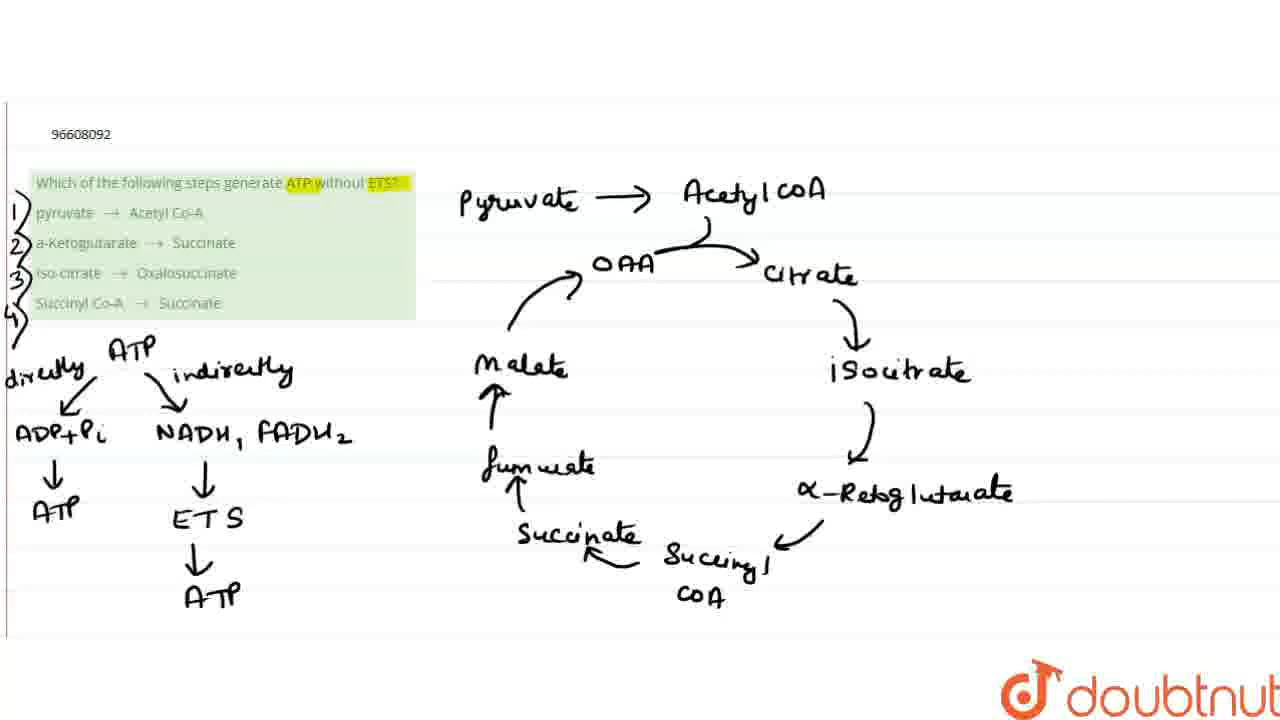 96608092
Which of the following steps generate ATP without ETS?
1) pyruvate → Acetyl Co-A
2) a-Ketoglutarate → Succinate
3) Iso-citrate → Oxalosuccinate
4) Succinyl Co-A → Succinate
ATP
directly indirectly
ADP+Pi NADH, FADH2
ATP ETS
ATP
Pyruvate → Acetyl CoA
OAA
Citrate
Malate
iSocitrate
fumurate
α-Ketoglutarate
Succinate
Succinyl
COA
doubtnut